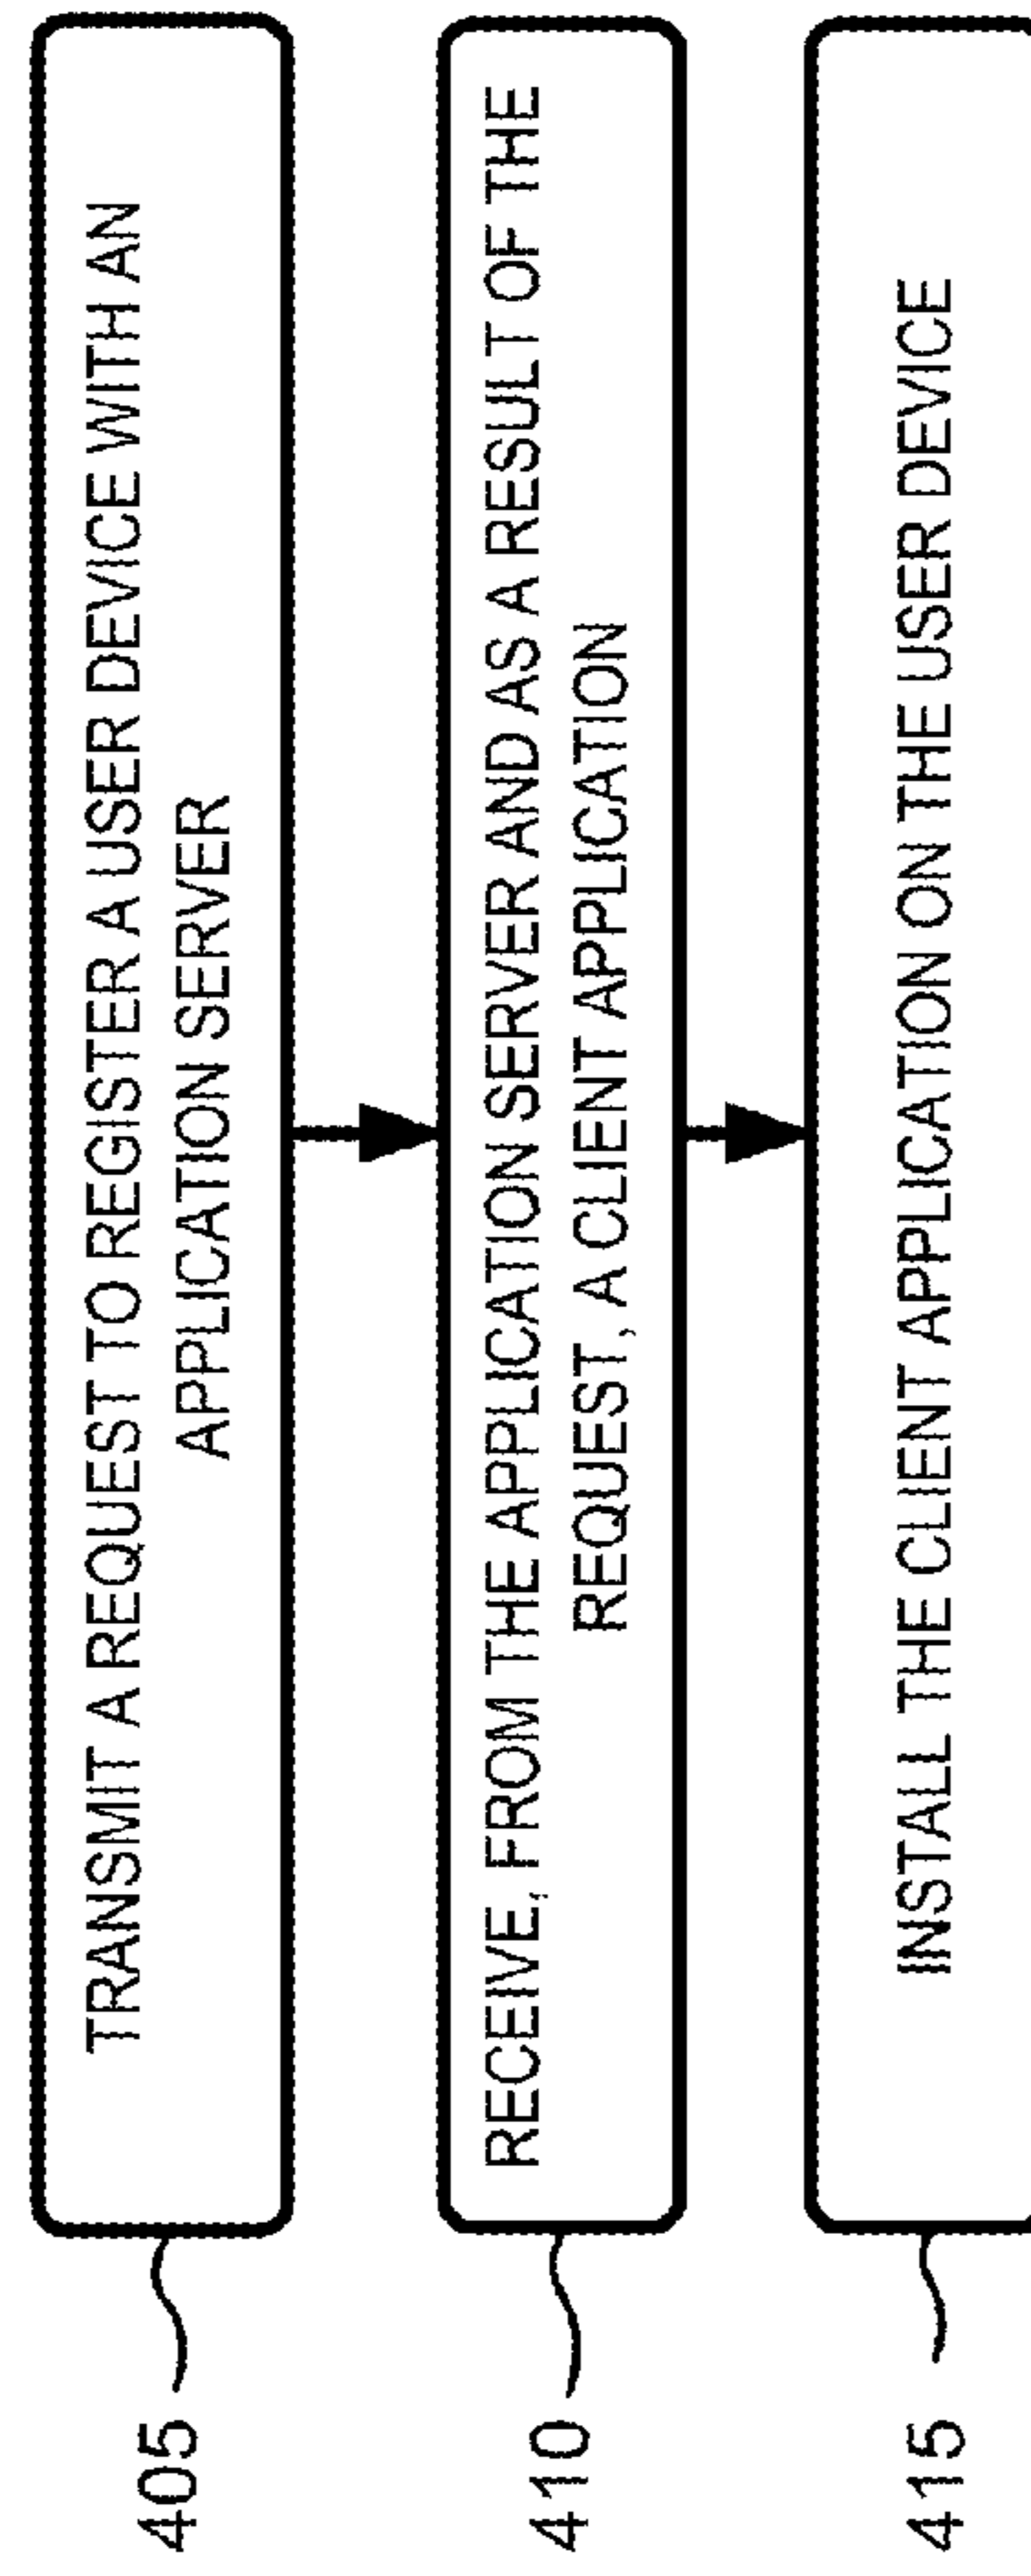 405
TRANSMIT A REQUEST TO REGISTER A USER DEVICE WITH AN
APPLICATION SERVER
410
RECEIVE, FROM THE APPLICATION SERVER AND AS A RESULT OF THE
REQUEST, A CLIENT APPLICATION
415
INSTALL THE CLIENT APPLICATION ON THE USER DEVICE